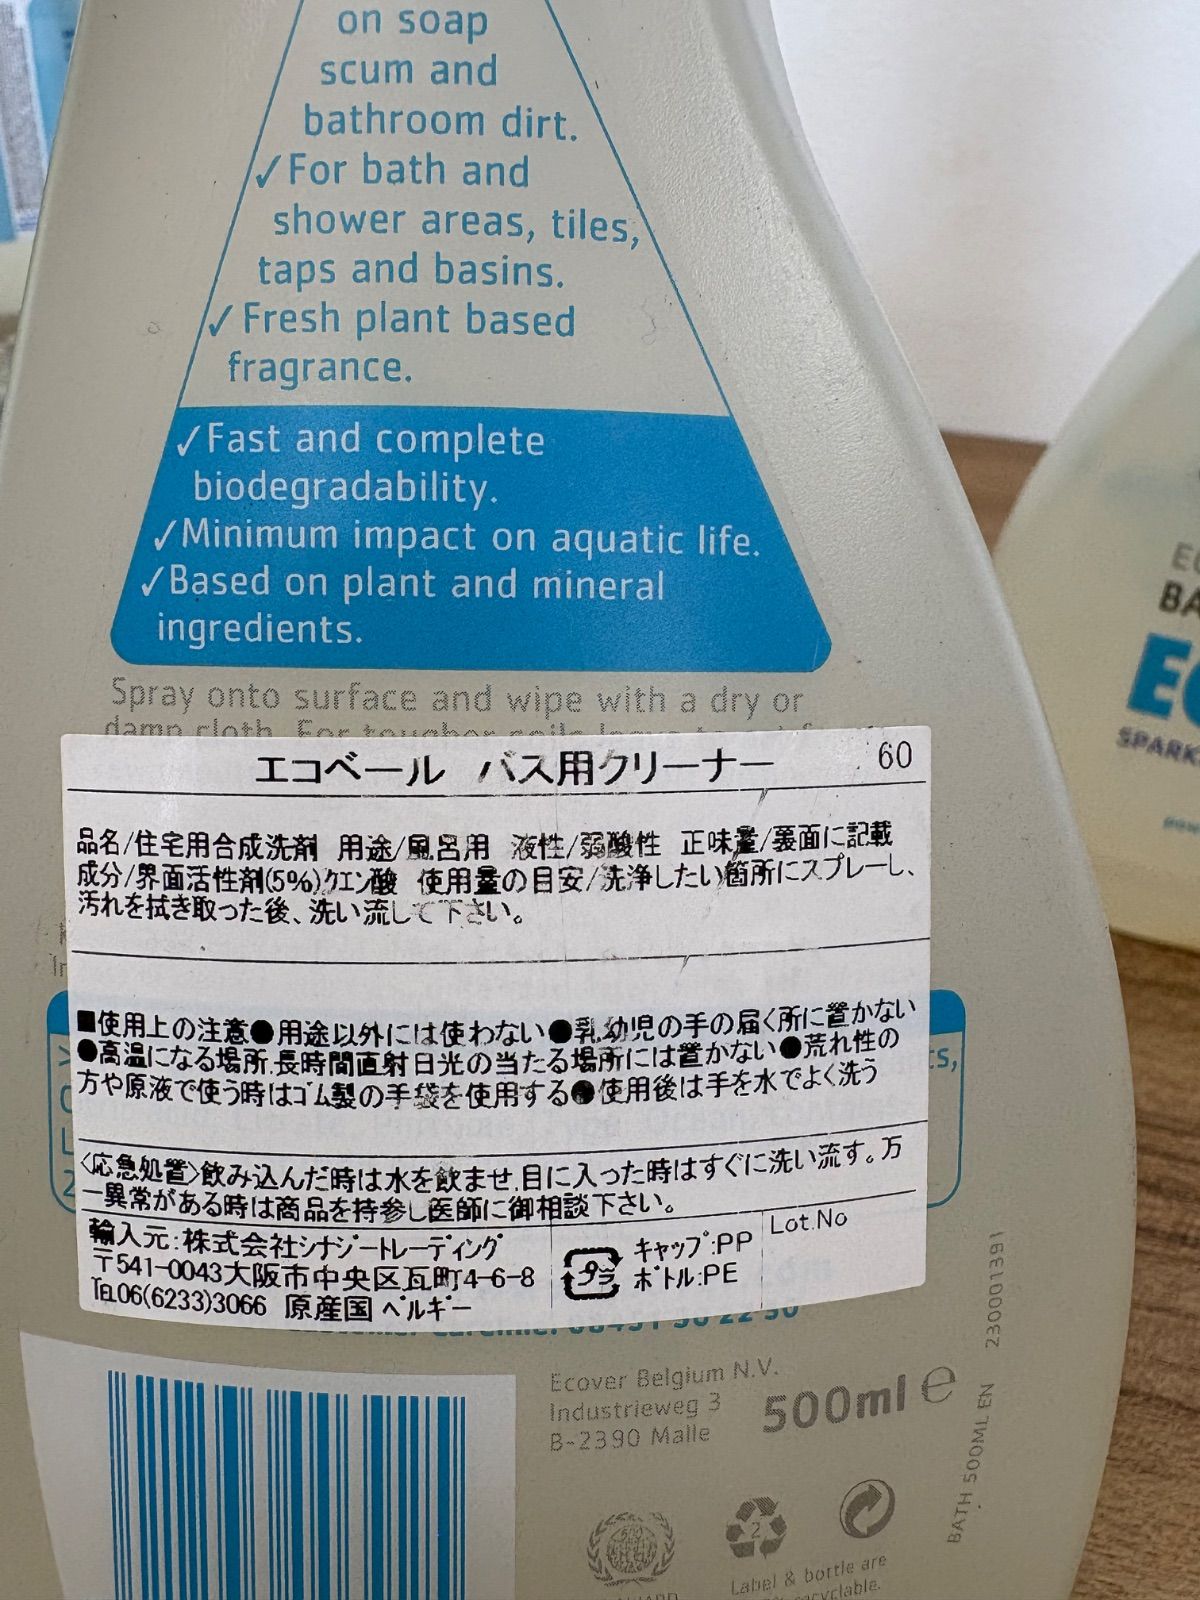 on soap
scum and
bathroom dirt.
✓For bath and
shower areas, tiles,
taps and basins.
✓Fresh plant based
fragrance.
✓Fast and complete
biodegradability.
✓Minimum impact on aquatic life.
✓Based on plant and mineral
ingredients.
Spray onto surface and wipe with a dry or
damp cloth. For tougher soils leave to
エコベール バス用クリーナー 60
品名/住宅用合成洗剤 用途/風呂用 液性/弱酸性 正味量/裏面に記載
成分/界面活性剤(5%)クエン酸 使用量の目安/洗浄したい箇所にスプレーし、
汚れを拭き取った後、洗い流して下さい。
■使用上の注意●用途以外には使わない●乳幼児の手の届く所に置かない
●高温になる場所.長時間直射日光の当たる場所には置かない●荒れ性の
方や原液で使う時はゴム製の手袋を使用する●使用後は手を水でよく洗う
〈応急処置〉飲み込んだ時は水を飲ませ.目に入った時はすぐに洗い流す。万
一異常がある時は商品を持参し医師に御相談下さい。
輸入元:株式会社シナジートレーディング
〒541-0043大阪市中央区瓦町4-6-8
TEL06(6233)3066 原産国 ベルギー
プラ
キャップ:PP
ボトル:PE
Lot.No
Ecover Belgium N.V.
Industrieweg 3
B-2390 Malle
500ml e
BATH 500ML EN 230001391
2
Label & bottle are
SPARK